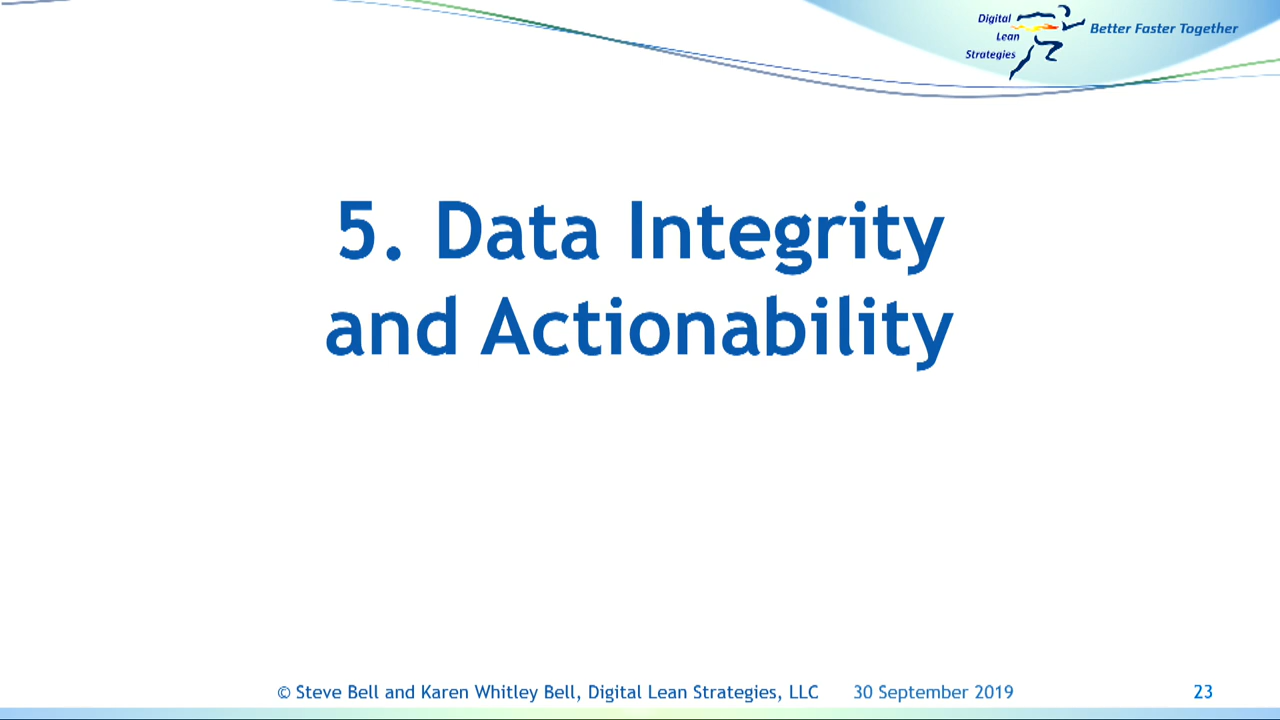 Digital
Lean
Strategies
Better Faster Together
5. Data Integrity
and Actionability
© Steve Bell and Karen Whitley Bell, Digital Lean Strategies, LLC 30 September 2019 23